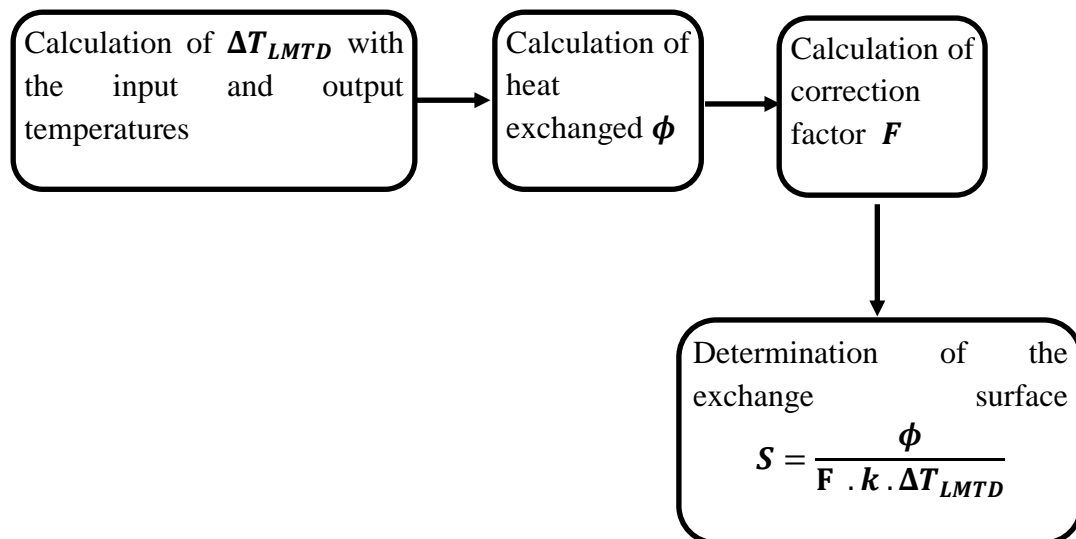 Calculation of ΔT_LMTD with
the input and output
temperatures
Calculation of
heat
exchanged ϕ
Calculation of
correction
factor F
Determination of the
exchange surface
S = ϕ / (F . k . ΔT_LMTD)